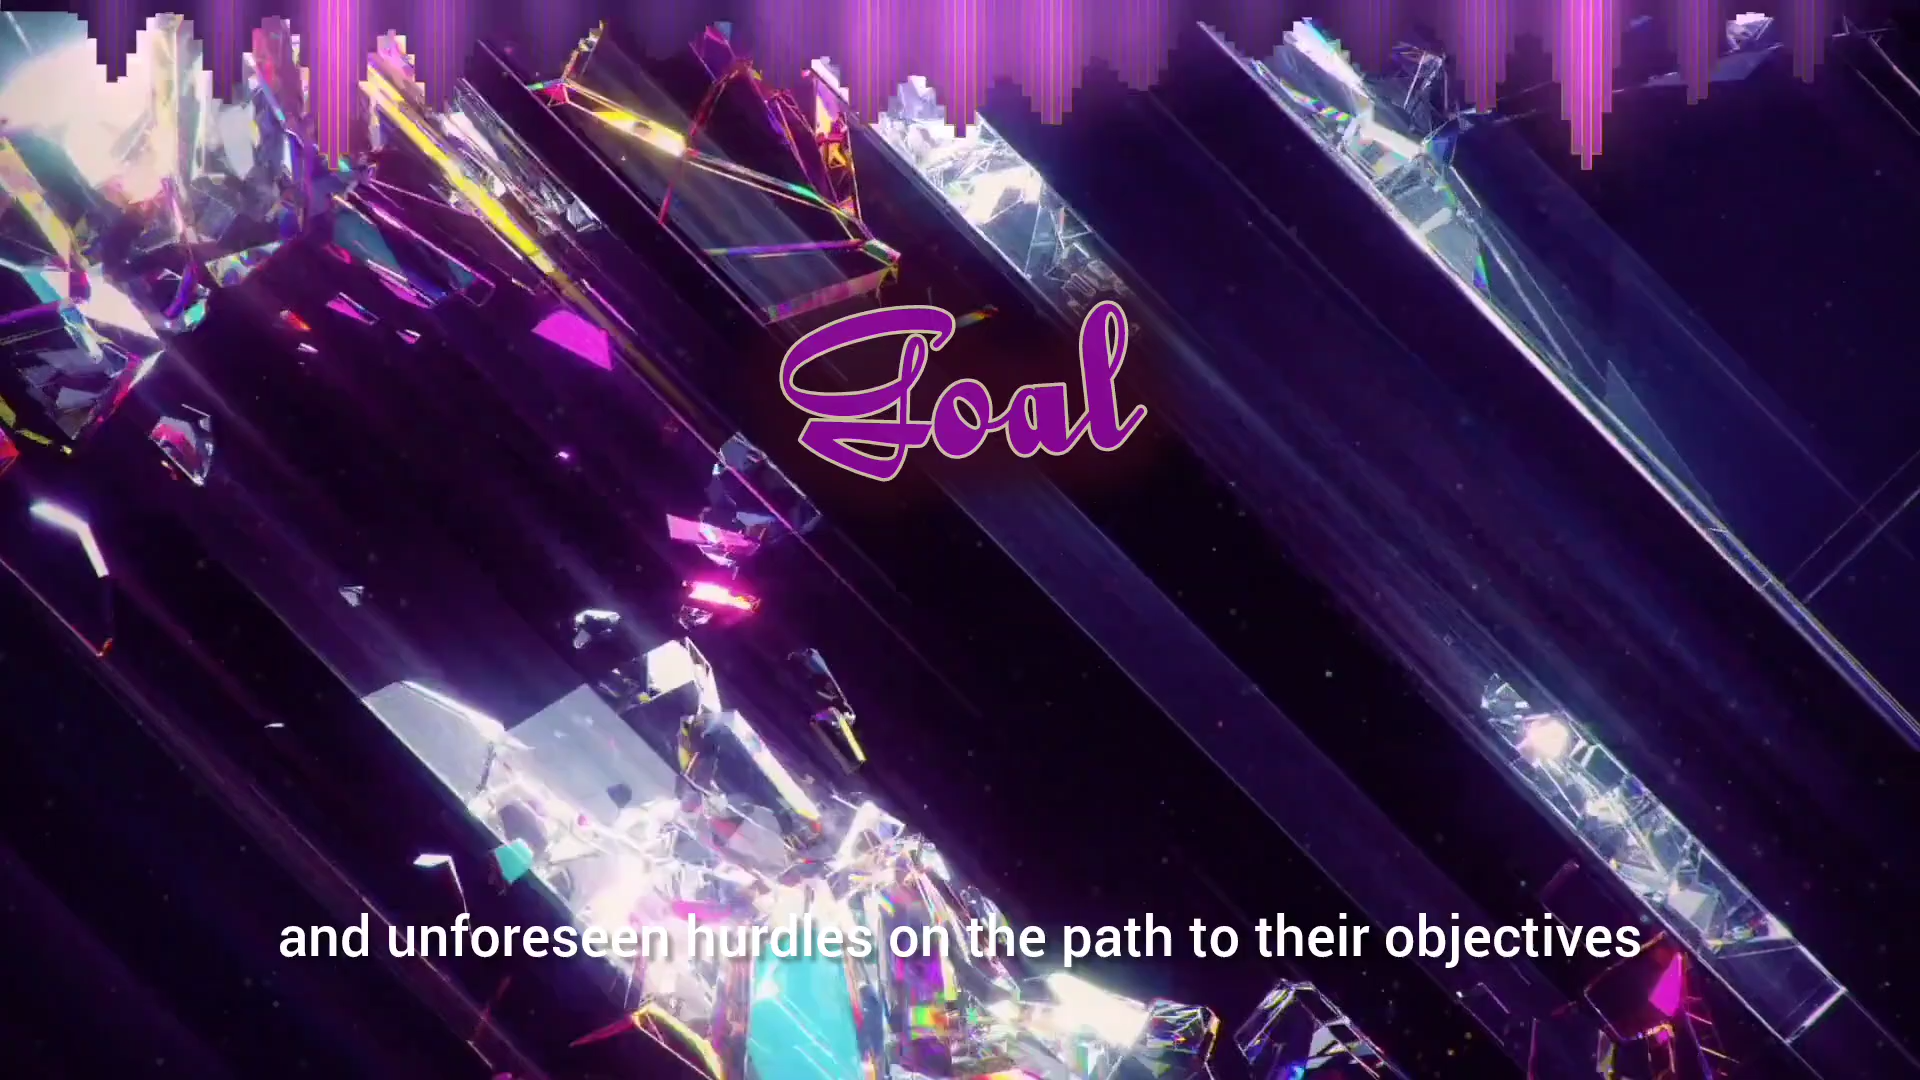 Goal
and unforeseen hurdles on the path to their objectives